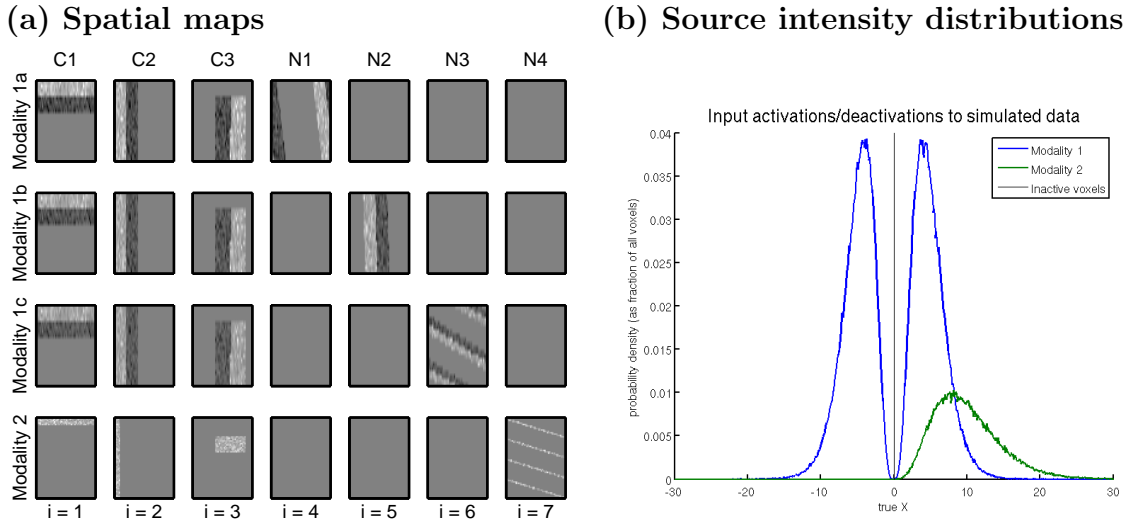 (a) Spatial maps
C1 C2 C3 N1 N2 N3 N4
Modality 1a
Modality 1b
Modality 1c
Modality 2
i = 1 i = 2 i = 3 i = 4 i = 5 i = 6 i = 7
(b) Source intensity distributions
Input activations/deactivations to simulated data
probability density (as fraction of all voxels)
0.04
0.035
0.03
0.025
0.02
0.015
0.01
0.005
0
-30 -20 -10 0 10 20 30
true X
Modality 1
Modality 2
Inactive voxels